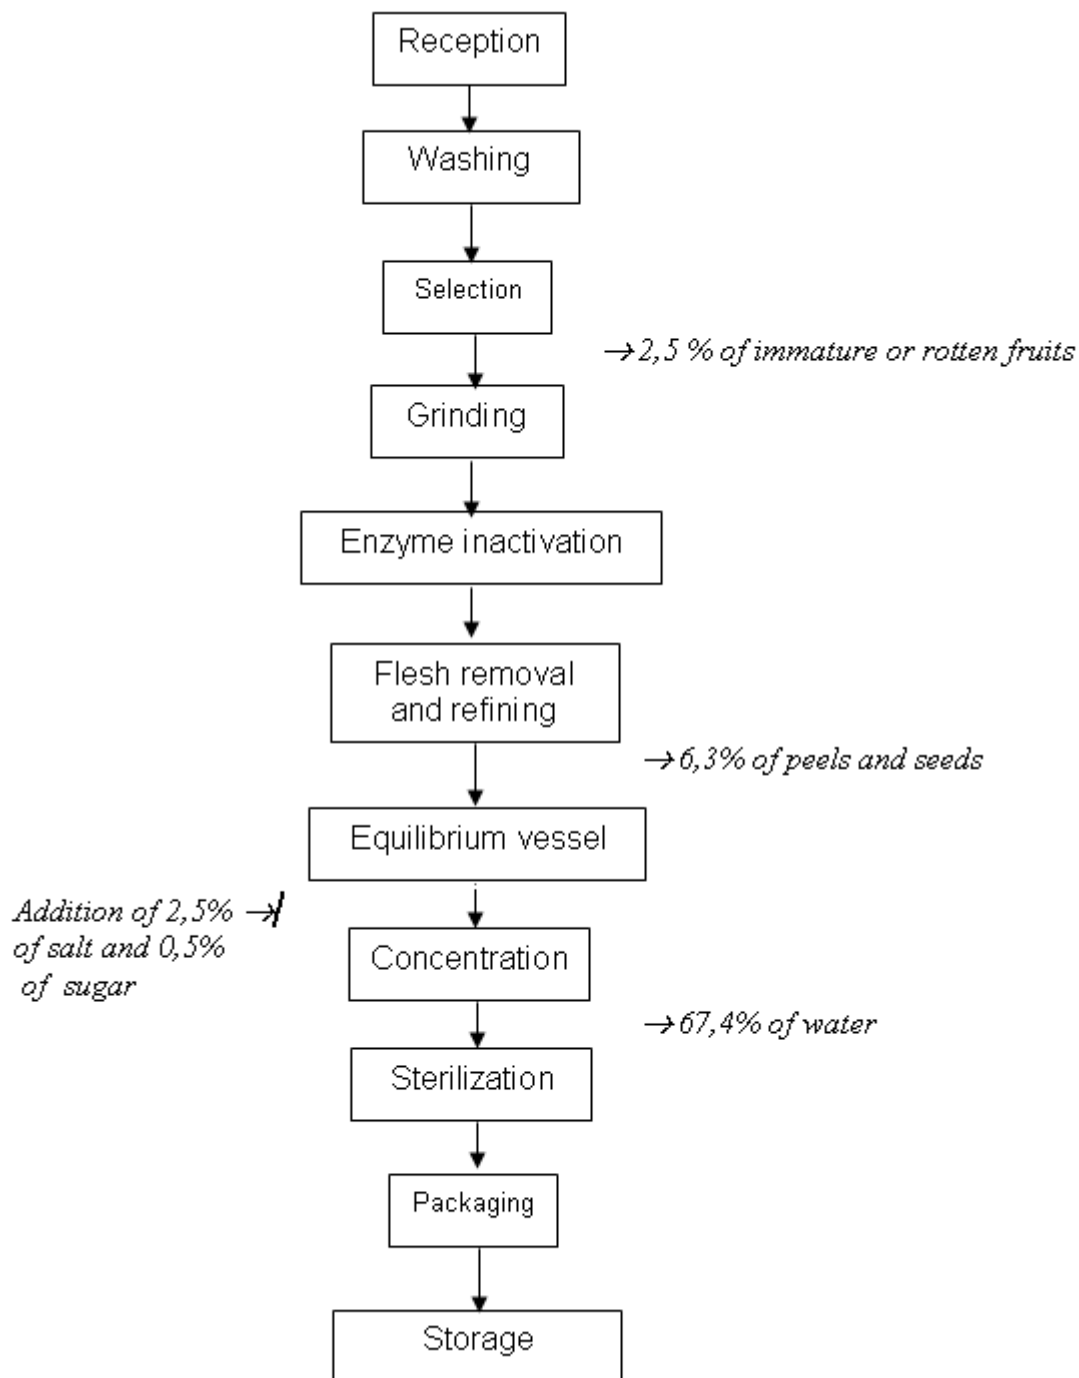 Reception
Washing
Selection
→2,5 % of immature or rotten fruits
Grinding
Enzyme inactivation
Flesh removal
and refining
→6,3% of peels and seeds
Equilibrium vessel
Addition of 2,5% →
of salt and 0,5%
of sugar
Concentration
→67,4% of water
Sterilization
Packaging
Storage